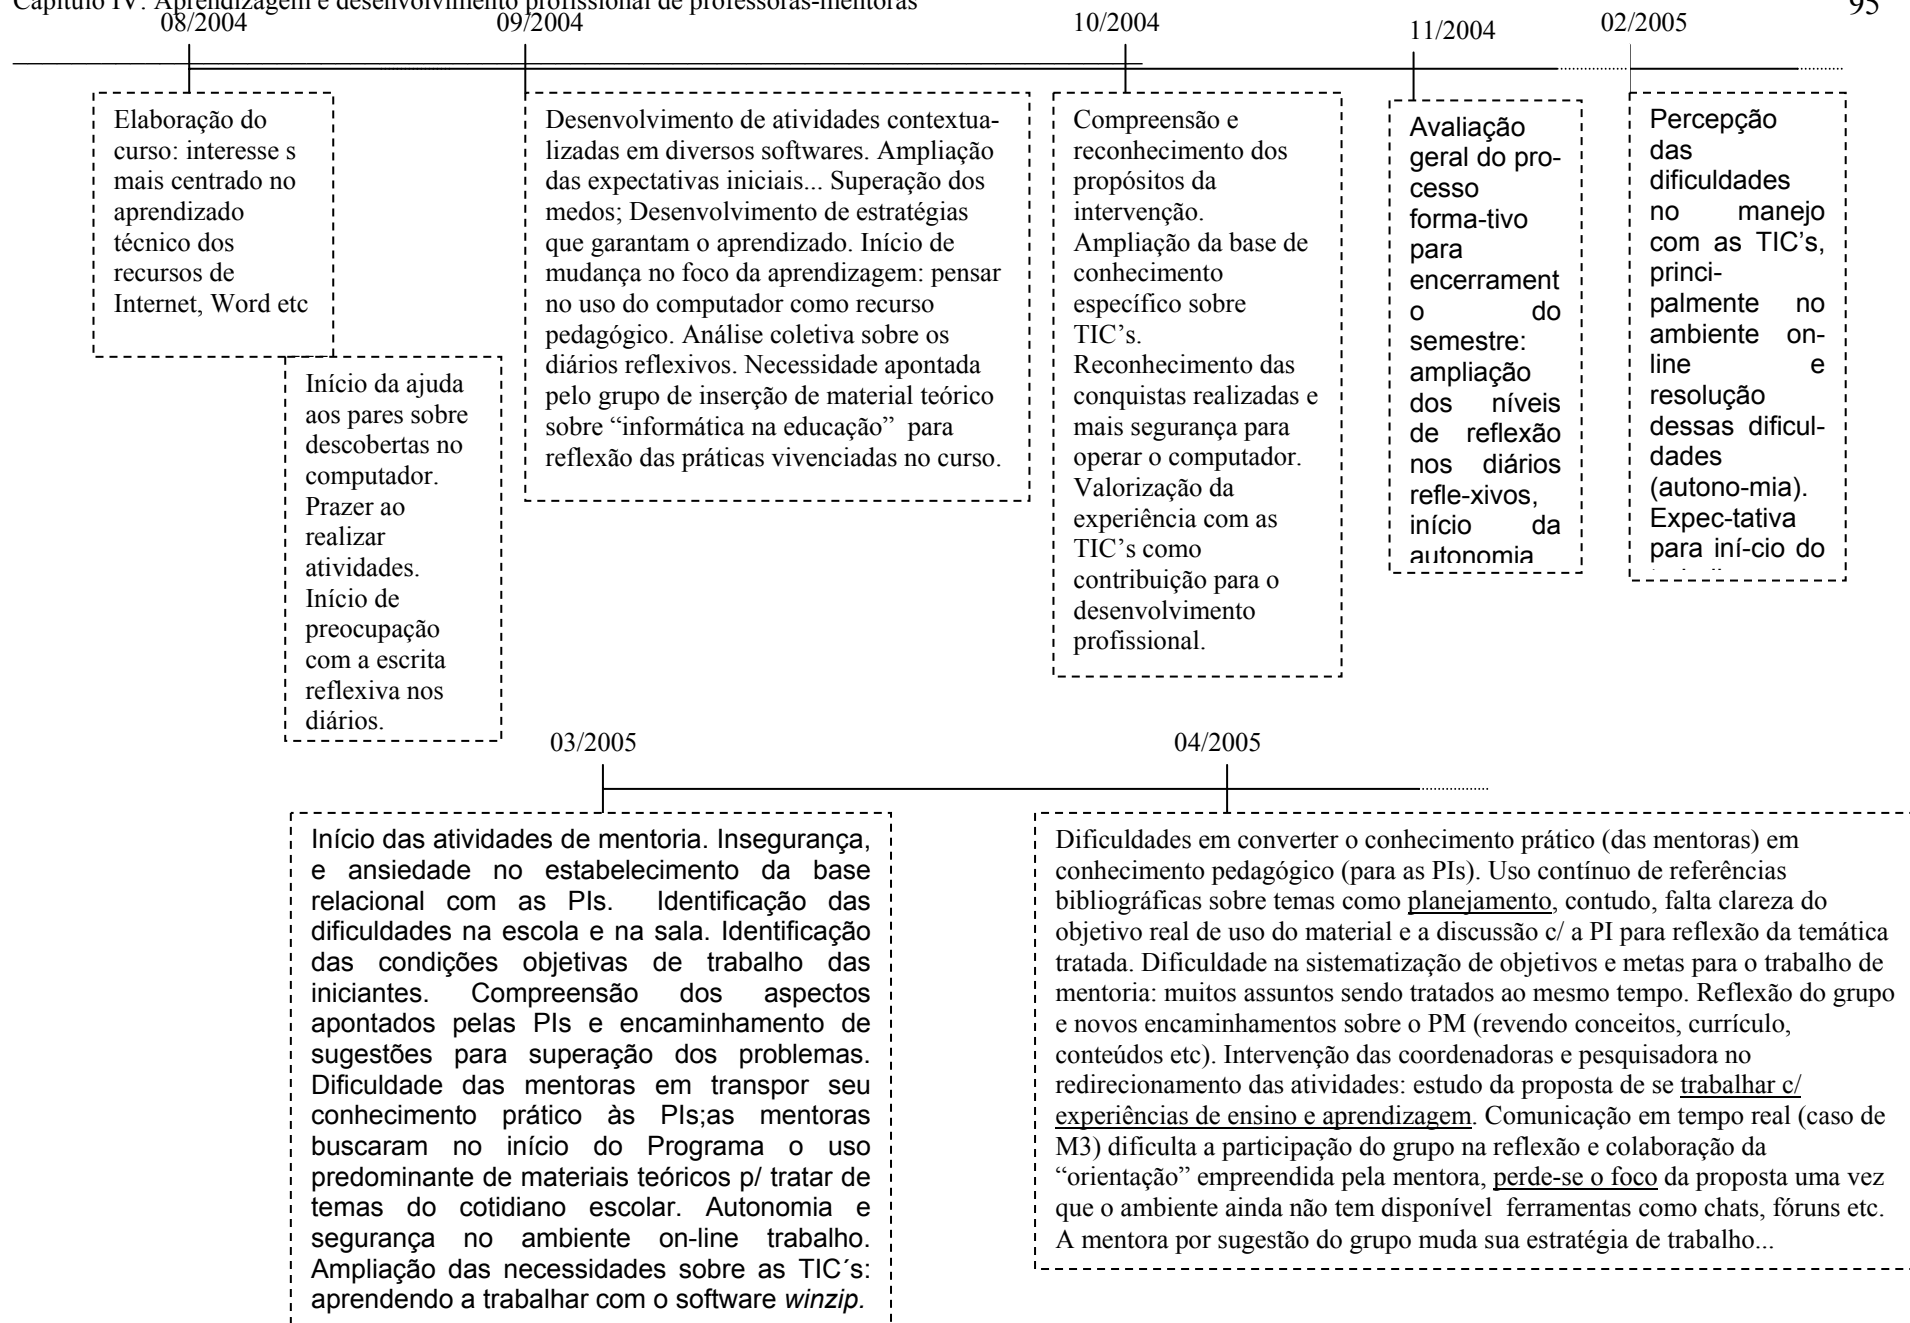 Capítulo IV: Aprendizagem e desenvolvimento profissional de professoras-mentoras
95
08/2004
09/2004
10/2004
11/2004
02/2005
Elaboração do
curso: interesse s
mais centrado no
aprendizado
técnico dos
recursos de
Internet, Word etc
Início da ajuda
aos pares sobre
descobertas no
computador.
Prazer ao
realizar
atividades.
Início de
preocupação
com a escrita
reflexiva nos
diários.
Desenvolvimento de atividades contextua-
lizadas em diversos softwares. Ampliação
das expectativas iniciais... Superação dos
medos; Desenvolvimento de estratégias
que garantam o aprendizado. Início de
mudança no foco da aprendizagem: pensar
no uso do computador como recurso
pedagógico. Análise coletiva sobre os
diários reflexivos. Necessidade apontada
pelo grupo de inserção de material teórico
sobre “informática na educação” para
reflexão das práticas vivenciadas no curso.
Compreensão e
reconhecimento dos
propósitos da
intervenção.
Ampliação da base de
conhecimento
específico sobre
TIC’s.
Reconhecimento das
conquistas realizadas e
mais segurança para
operar o computador.
Valorização da
experiência com as
TIC’s como
contribuição para o
desenvolvimento
profissional.
Avaliação
geral do pro-
cesso
forma-tivo
para
encerrament
o do
semestre:
ampliação
dos níveis
de reflexão
nos diários
refle-xivos,
início da
autonomia
Percepção
das
dificuldades
no manejo
com as TIC’s,
princi-
palmente no
ambiente on-
line e
resolução
dessas dificul-
dades
(autono-mia).
Expec-tativa
para iní-cio do
03/2005
04/2005
Início das atividades de mentoria. Insegurança,
e ansiedade no estabelecimento da base
relacional com as PIs. Identificação das
dificuldades na escola e na sala. Identificação
das condições objetivas de trabalho das
iniciantes. Compreensão dos aspectos
apontados pelas PIs e encaminhamento de
sugestões para superação dos problemas.
Dificuldade das mentoras em transpor seu
conhecimento prático às PIs;as mentoras
buscaram no início do Programa o uso
predominante de materiais teóricos p/ tratar de
temas do cotidiano escolar. Autonomia e
segurança no ambiente on-line trabalho.
Ampliação das necessidades sobre as TIC´s:
aprendendo a trabalhar com o software winzip.
Dificuldades em converter o conhecimento prático (das mentoras) em
conhecimento pedagógico (para as PIs). Uso contínuo de referências
bibliográficas sobre temas como planejamento, contudo, falta clareza do
objetivo real de uso do material e a discussão c/ a PI para reflexão da temática
tratada. Dificuldade na sistematização de objetivos e metas para o trabalho de
mentoria: muitos assuntos sendo tratados ao mesmo tempo. Reflexão do grupo
e novos encaminhamentos sobre o PM (revendo conceitos, currículo,
conteúdos etc). Intervenção das coordenadoras e pesquisadora no
redirecionamento das atividades: estudo da proposta de se trabalhar c/
experiências de ensino e aprendizagem. Comunicação em tempo real (caso de
M3) dificulta a participação do grupo na reflexão e colaboração da
“orientação” empreendida pela mentora, perde-se o foco da proposta uma vez
que o ambiente ainda não tem disponível ferramentas como chats, fóruns etc.
A mentora por sugestão do grupo muda sua estratégia de trabalho...